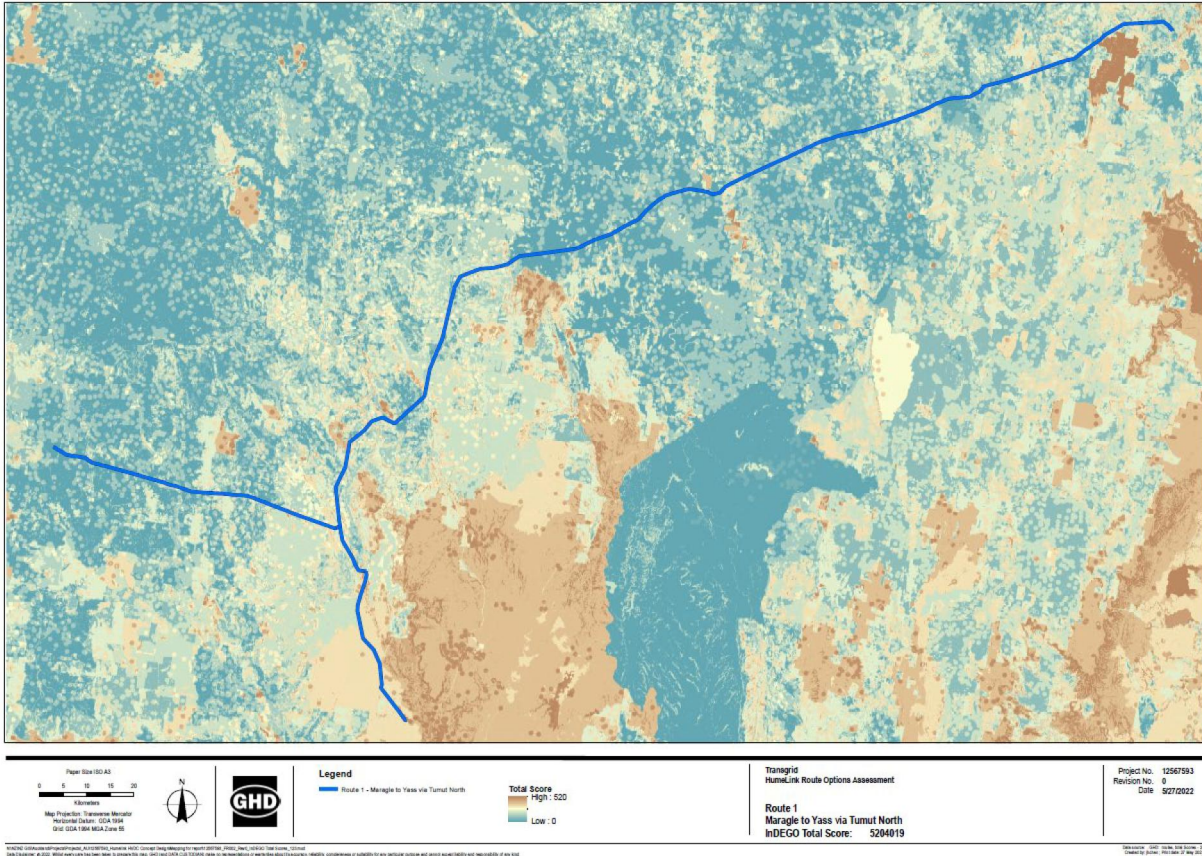 Paper Size ISO A3
0 5 10 15 20
Kilometers
Map Projection: Transverse Mercator
Horizontal Datum: GDA 1994
Grid: GDA 1994 MGA Zone 55
N
GHD
Legend
Route 1 - Maragle to Yass via Tumut North
Total Score
High : 520
Low : 0
Transgrid
HumeLink Route Options Assessment
Route 1
Maragle to Yass via Tumut North
InDEGO Total Score: 5204019
Project No. 12567593
Revision No. 0
Date 5/27/2022